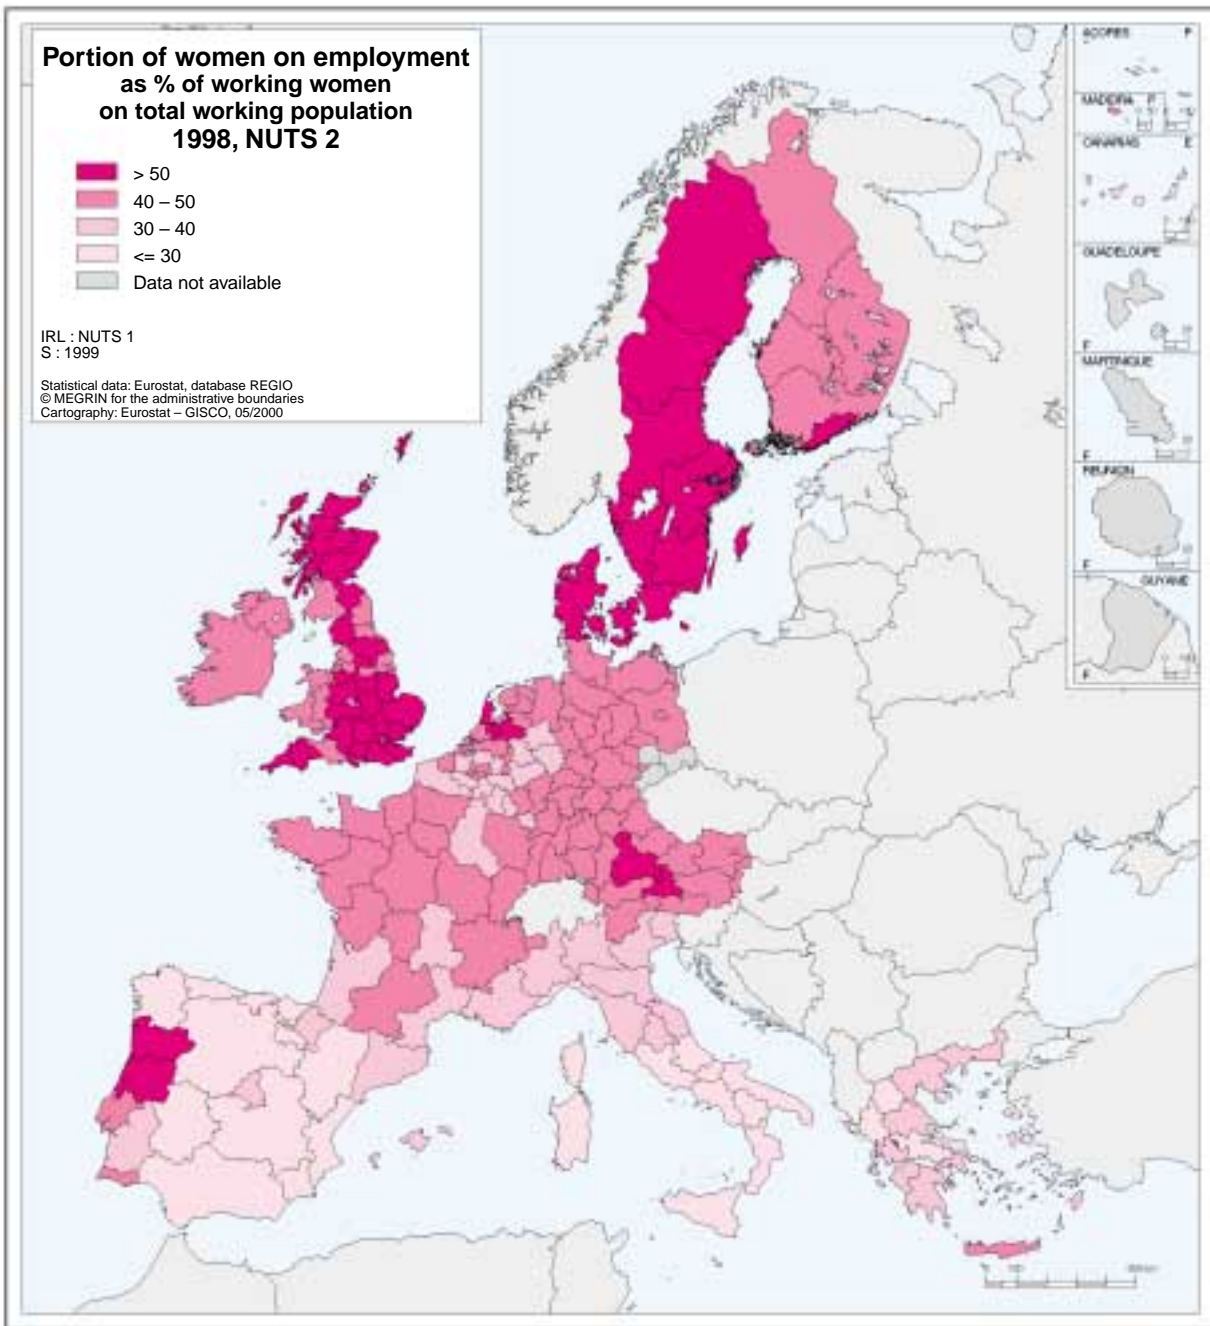 Portion of women on employment
as % of working women
on total working population
1998, NUTS 2
> 50
40 – 50
30 – 40
<= 30
Data not available
IRL : NUTS 1
S : 1999
Statistical data: Eurostat, database REGIO
© MEGRIN for the administrative boundaries
Cartography: Eurostat – GISCO, 05/2000
ACORES P
MADEIRA P
CANARIAS E
GUADELOUPE
F
MARTINIQUE
F
REUNION
F
GUYANE
F